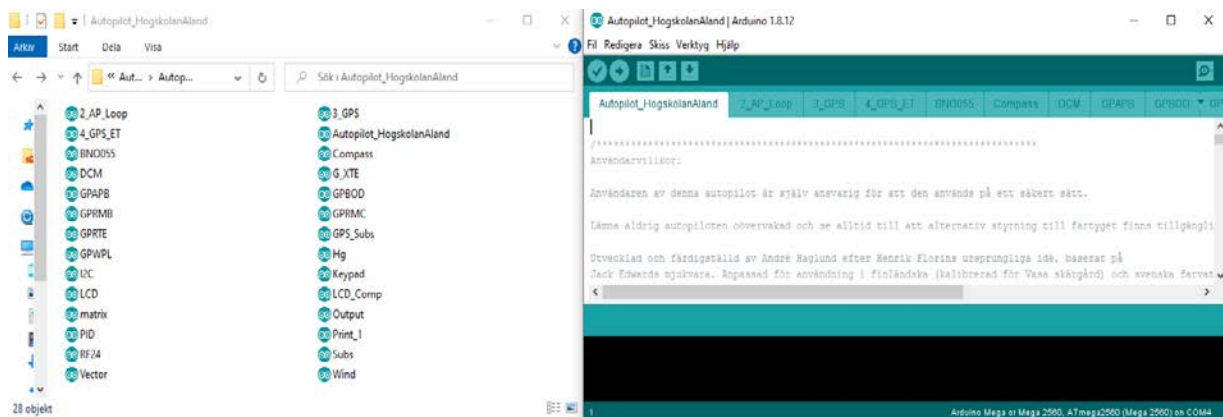 Autopilot_HogskolanAland
Arkiv Start Dela Visa
« Aut... > Autop...
Sök i Autopilot_HogskolanAland
2_AP_Loop
4_GPS_ET
BNO055
DCM
GPAPB
GPRMB
GPRTE
GPWPL
I2C
LCD
matrix
PID
RF24
Vector
3_GPS
Autopilot_HogskolanAland
Compass
G_XTE
GPBOD
GPRMC
GPS_Subs
Hg
Keypad
LCD_Comp
Output
Print_1
Subs
Wind
28 objekt
Autopilot_HogskolanAland | Arduino 1.8.12
Fil Redigera Skiss Verktyg Hjälp
Autopilot_HogskolanAland 2_AP_Loop 3_GPS 4_GPS_ET BNO055 Compass DCM GPAPB GPBOD
Användarvillkor:
Användaren av denna autopilot är själv ansvarig för att den används på ett säkert sätt.
Lämna aldrig autopiloten oövervakad och se alltid till att alternativ styrning till fartyget finns tillgängli
Utvecklad och färdigställd av André Haglund efter Henrik Florins ursprungliga idé, baserat på
Jack Edwards mjukvara. Anpassad för användning i finländska (kalibrerad för Vasa skärgård) och svenska farvat
1
Arduino Mega or Mega 2560, ATmega2560 (Mega 2560) on COM4